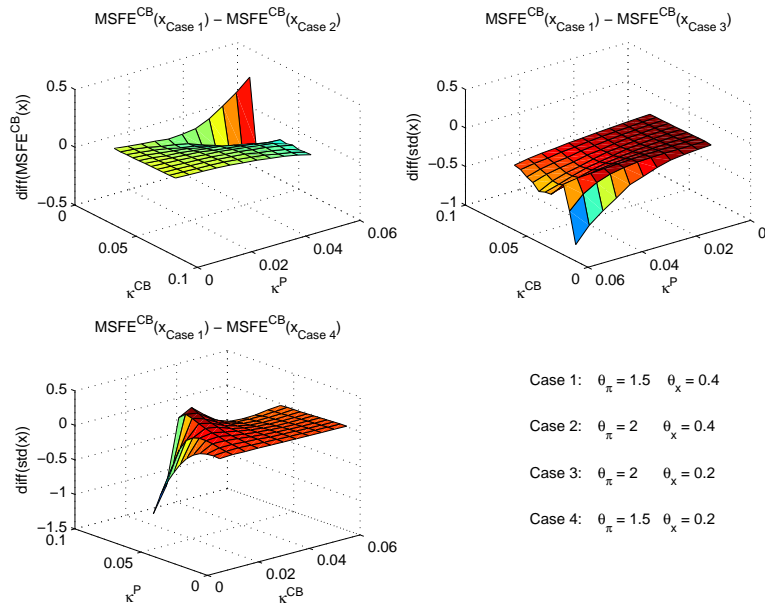 MSFE^CB(x_Case 1) − MSFE^CB(x_Case 2)
diff(MSFE^CB(x))
0.5
0
−0.5
0
0.05
0.1
κ^CB
0
0.02
0.04
0.06
κ^P
MSFE^CB(x_Case 1) − MSFE^CB(x_Case 3)
diff(std(x))
0.5
0
−0.5
−1
0.1
0.05
0
κ^CB
0.06
0.04
0.02
0
κ^P
MSFE^CB(x_Case 1) − MSFE^CB(x_Case 4)
diff(std(x))
0.5
0
−0.5
−1
−1.5
0.1
0.05
0
κ^P
0
0.02
0.04
0.06
κ^CB
Case 1: θ_π = 1.5 θ_x = 0.4
Case 2: θ_π = 2 θ_x = 0.4
Case 3: θ_π = 2 θ_x = 0.2
Case 4: θ_π = 1.5 θ_x = 0.2